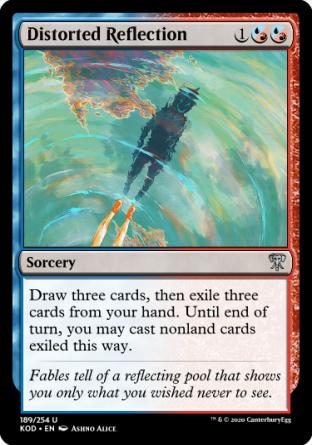 Distorted Reflection 1
Sorcery
Draw three cards, then exile three
cards from your hand. Until end of
turn, you may cast nonland cards
exiled this way.
Fables tell of a reflecting pool that shows
you only what you wished never to see.
189/254 U
™ & © 2020 CanterburyEgg
KOD • EN Ashno Alice